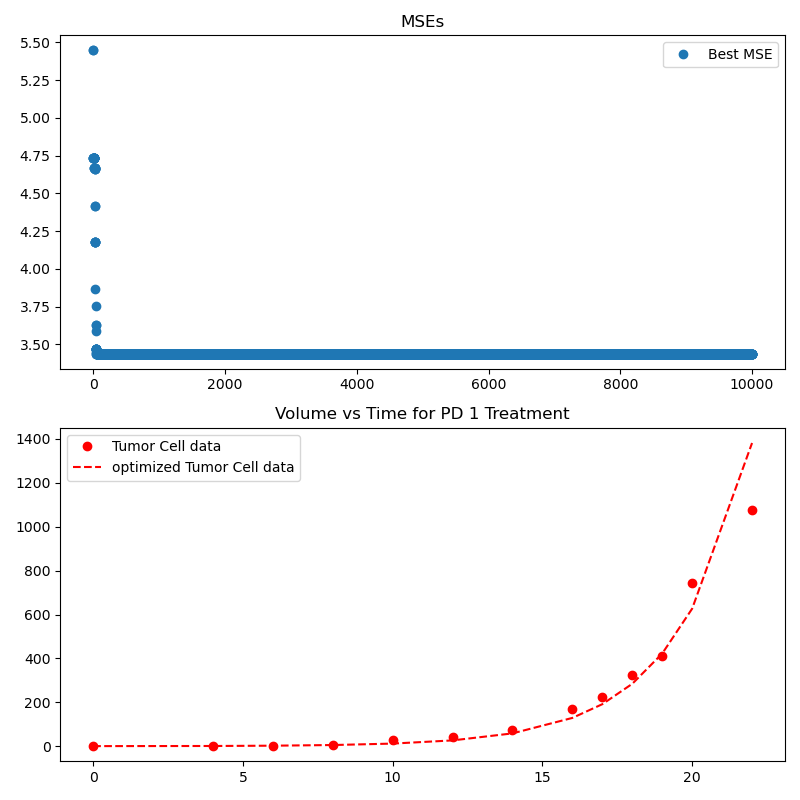 MSEs
5.50
5.25
5.00
4.75
4.50
4.25
4.00
3.75
3.50
Best MSE
0 2000 4000 6000 8000 10000
Volume vs Time for PD 1 Treatment
1400
1200
1000
800
600
400
200
0
Tumor Cell data
optimized Tumor Cell data
0 5 10 15 20